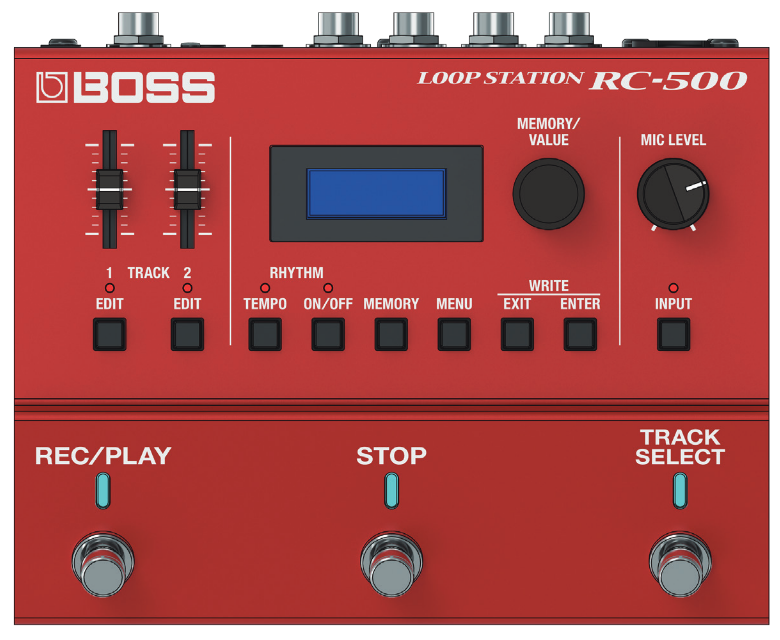 BOSS
LOOP STATION RC-500
MEMORY/
VALUE
MIC LEVEL
1 TRACK 2
RHYTHM
WRITE
EDIT
EDIT
TEMPO
ON/OFF
MEMORY
MENU
EXIT
ENTER
INPUT
REC/PLAY
STOP
TRACK
SELECT